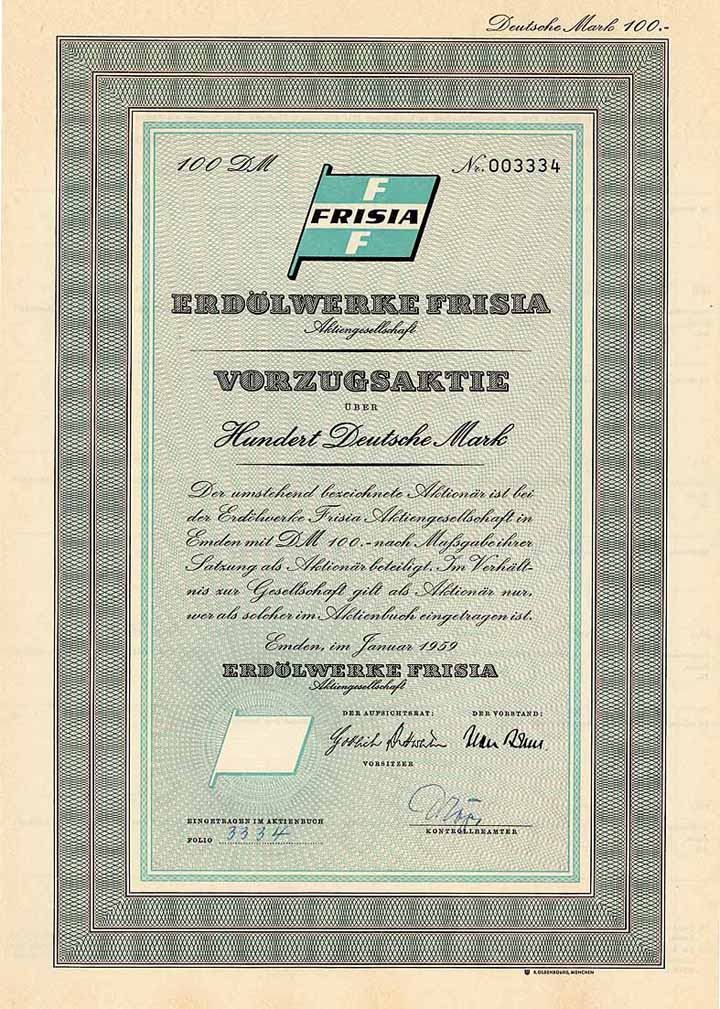 Deutsche Mark 100.-
100 DM
Nr. 003334
F
FRISIA
F
ERDÖLWERKE FRISIA
Aktiengesellschaft
VORZUGSAKTIE
ÜBER
Hundert Deutsche Mark
Der umstehend bezeichnete Aktionär ist bei
der Erdölwerke Frisia Aktiengesellschaft in
Emden mit DM 100.- nach Maßgabe ihrer
Satzung als Aktionär beteiligt. Im Verhält-
nis zur Gesellschaft gilt als Aktionär nur,
wer als solcher im Aktienbuch eingetragen ist.
Emden, im Januar 1959
ERDÖLWERKE FRISIA
Aktiengesellschaft
DER AUFSICHTSRAT:
DER VORSTAND:
VORSITZER
EINGETRAGEN IM AKTIENBUCH
FOLIO 3334
KONTROLLBEAMTER
R. OLDENBOURG, MÜNCHEN